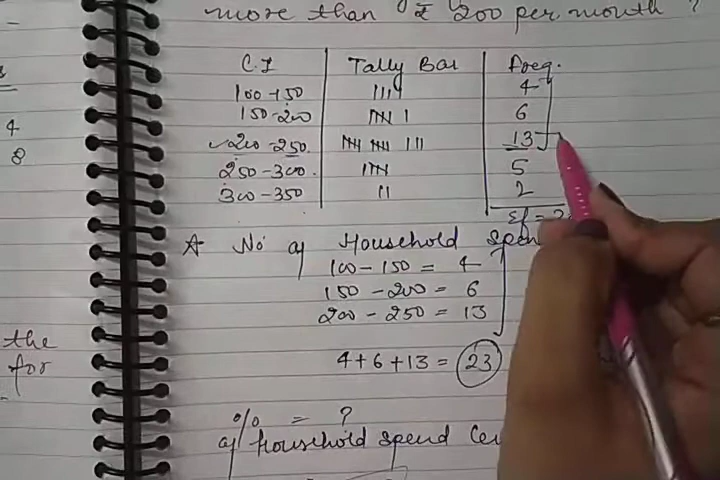 more than ₹ 200 per month ?
C.I Tally Bar Freq.
100-150 |||| 4
150-200 𝍸 | 6
200-250. 𝍸 𝍸 ||| 13
250-300. 𝍸 5
300-350 || 2
Σf =
No of Household Spen
100-150 = 4
150-200 = 6
200-250 = 13
4+6+13 = 23
% = ?
of household spend
4
8
the
for